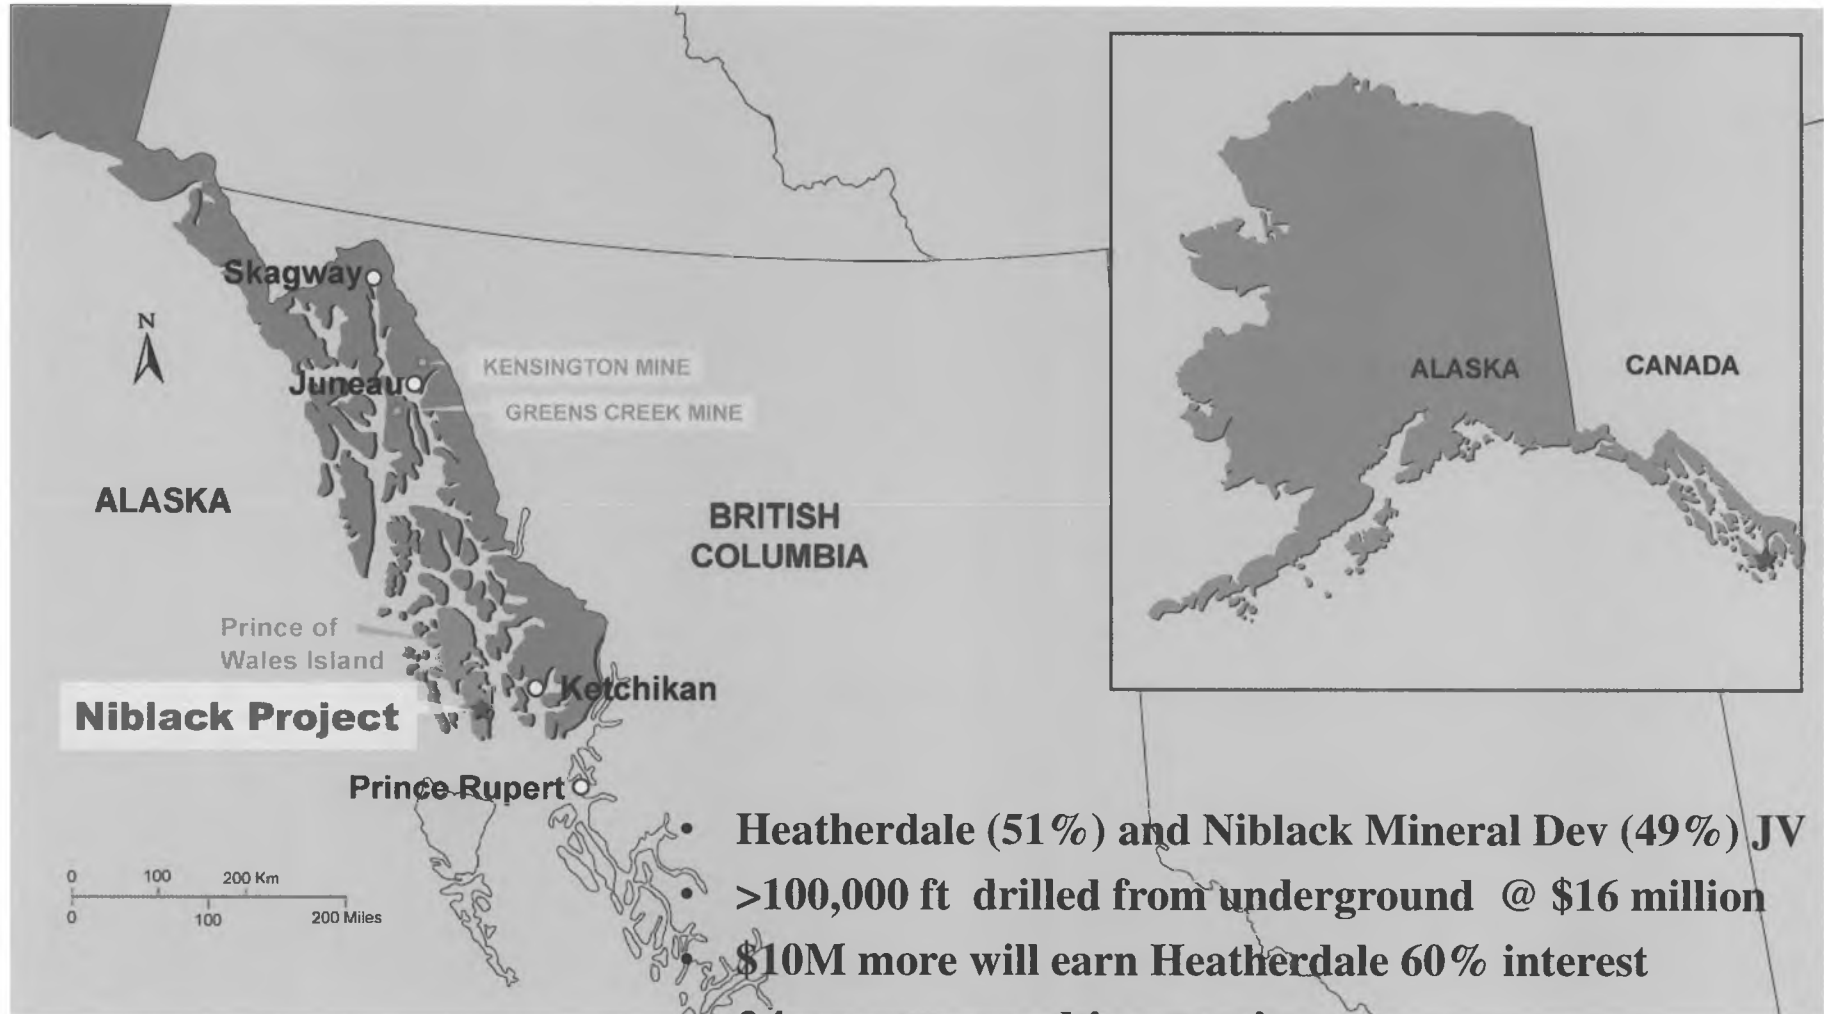 Skagway
N
KENSINGTON MINE
Juneau
GREENS CREEK MINE
ALASKA
BRITISH
COLUMBIA
Prince of
Wales Island
Ketchikan
Niblack Project
Prince Rupert
0 100 200 Km
0 100 200 Miles
ALASKA
CANADA
• Heatherdale (51%) and Niblack Mineral Dev (49%) JV
• >100,000 ft drilled from underground @ $16 million
• $10M more will earn Heatherdale 60% interest